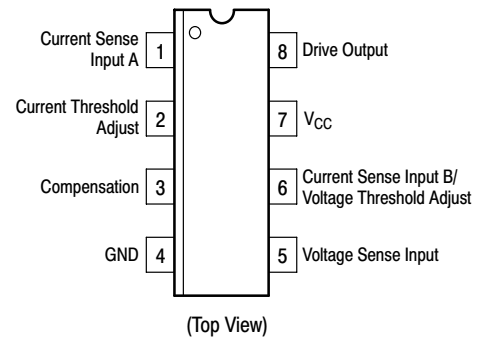 Current Sense
Input A
1
8
Drive Output
Current Threshold
Adjust
2
7
VCC
Compensation
3
6
Current Sense Input B/
Voltage Threshold Adjust
GND
4
5
Voltage Sense Input
(Top View)